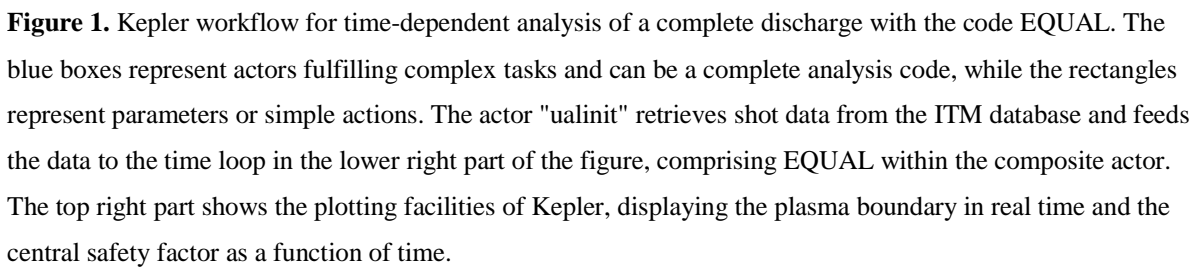 Figure 1. Kepler workflow for time-dependent analysis of a complete discharge with the code EQUAL. The
blue boxes represent actors fulfilling complex tasks and can be a complete analysis code, while the rectangles
represent parameters or simple actions. The actor "ualinit" retrieves shot data from the ITM database and feeds
the data to the time loop in the lower right part of the figure, comprising EQUAL within the composite actor.
The top right part shows the plotting facilities of Kepler, displaying the plasma boundary in real time and the
central safety factor as a function of time.